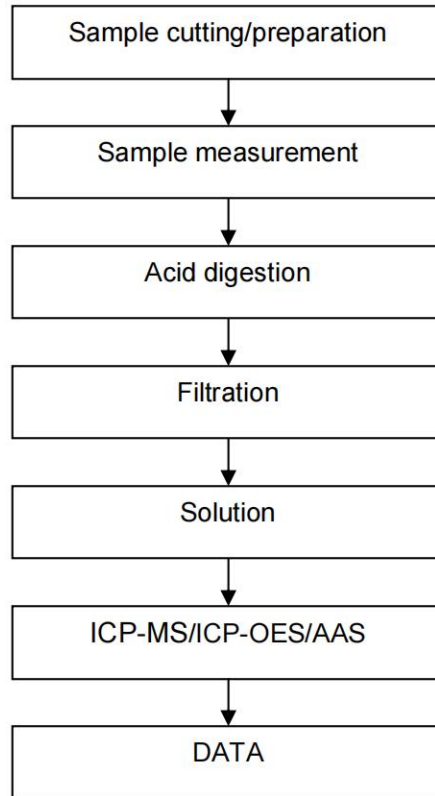 Sample cutting/preparation
Sample measurement
Acid digestion
Filtration
Solution
ICP-MS/ICP-OES/AAS
DATA